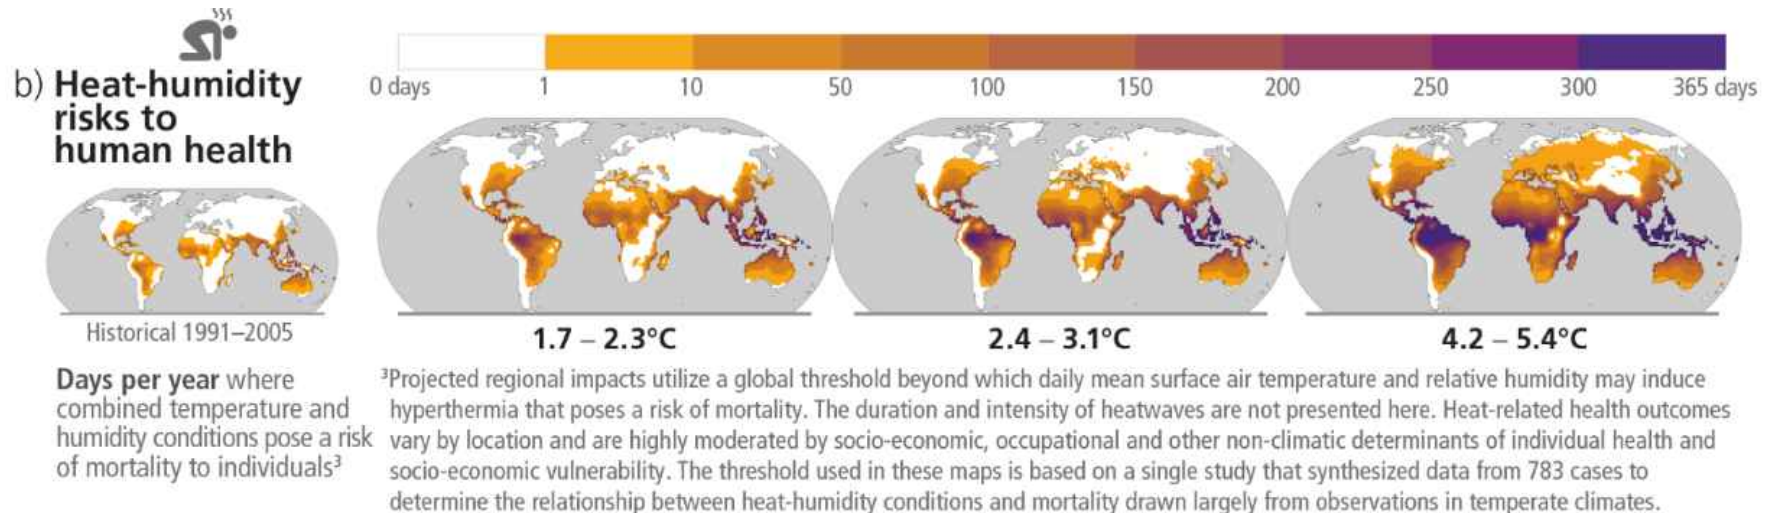 b) Heat-humidity
risks to
human health
0 days 1 10 50 100 150 200 250 300 365 days
Historical 1991–2005
1.7 – 2.3°C
2.4 – 3.1°C
4.2 – 5.4°C
Days per year where
combined temperature and
humidity conditions pose a risk
of mortality to individuals³
³Projected regional impacts utilize a global threshold beyond which daily mean surface air temperature and relative humidity may induce
hyperthermia that poses a risk of mortality. The duration and intensity of heatwaves are not presented here. Heat-related health outcomes
vary by location and are highly moderated by socio-economic, occupational and other non-climatic determinants of individual health and
socio-economic vulnerability. The threshold used in these maps is based on a single study that synthesized data from 783 cases to
determine the relationship between heat-humidity conditions and mortality drawn largely from observations in temperate climates.